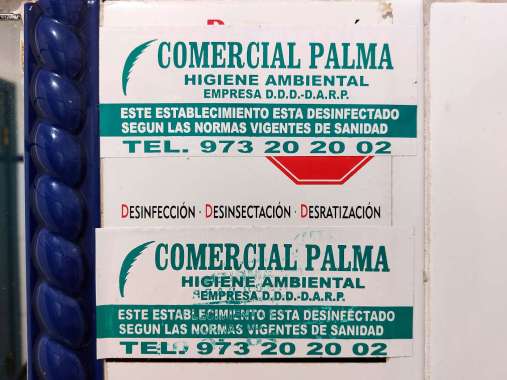 COMERCIAL PALMA
HIGIENE AMBIENTAL
EMPRESA D.D.D.-D.A.R.P.
ESTE ESTABLECIMIENTO ESTA DESINFECTADO
SEGUN LAS NORMAS VIGENTES DE SANIDAD
TEL. 973 20 20 02
DESINFECCIÓN · DESINSECTACIÓN · DESRATIZACIÓN
COMERCIAL PALMA
HIGIENE AMBIENTAL
EMPRESA D.D.D.-D.A.R.P.
ESTE ESTABLECIMIENTO ESTA DESINFECTADO
SEGUN LAS NORMAS VIGENTES DE SANIDAD
TEL. 973 20 20 02